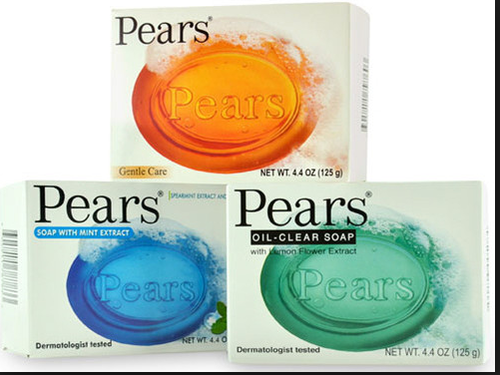 Pears®
Pears
Gentle Care
NET WT. 4.4 OZ (125 g)
Pears®
SPEARMINT EXTRACT AND
SOAP WITH MINT EXTRACT
Pears
Dermatologist tested
NET WT. 4.4 O
Pears®
OIL-CLEAR SOAP
with Lemon Flower Extract
Pears
Dermatologist tested
NET WT. 4.4 OZ (125 g)